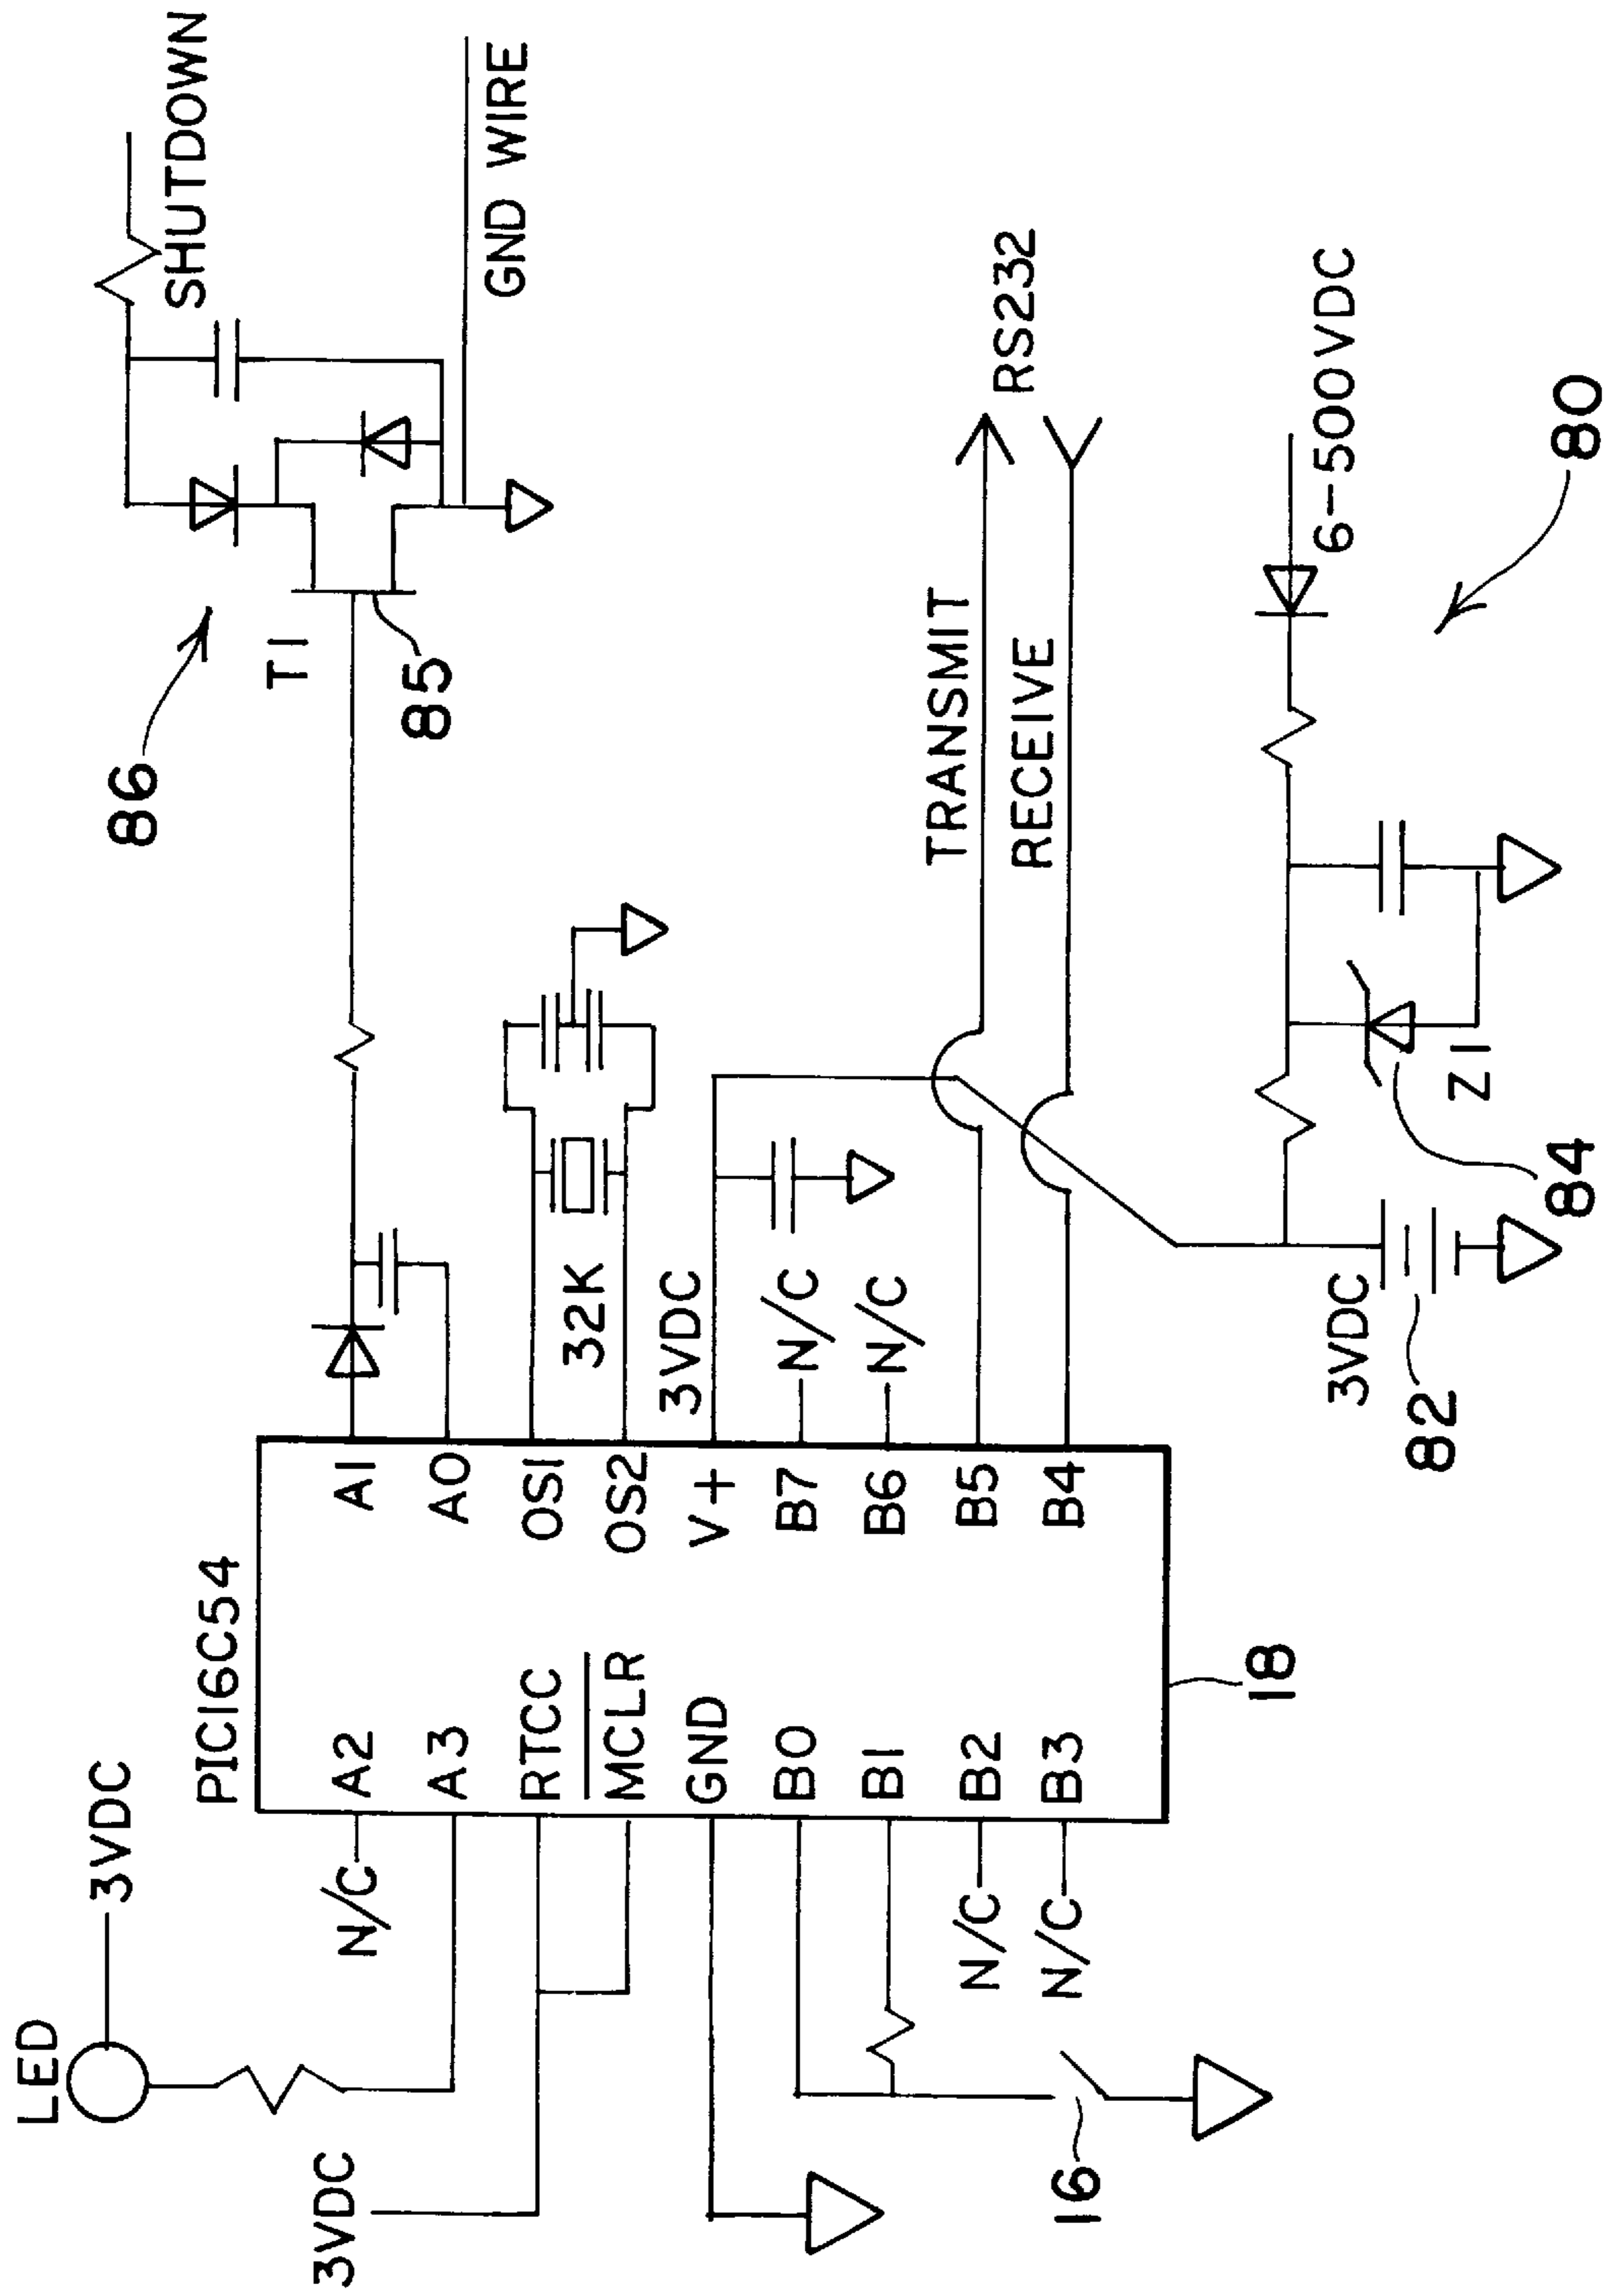 LED
3VDC
3VDC
PIC16C54
N/C
N/C
N/C
A2
A3
RTCC
MCLR
GND
B0
B1
B2
B3
A1
A0
OS1
OS2
V+
B7
B6
B5
B4
16
18
32K
3VDC
N/C
N/C
86
T1
85
SHUTDOWN
GND WIRE
TRANSMIT
RECEIVE
RS232
3VDC
82
84
Z1
6-500VDC
80